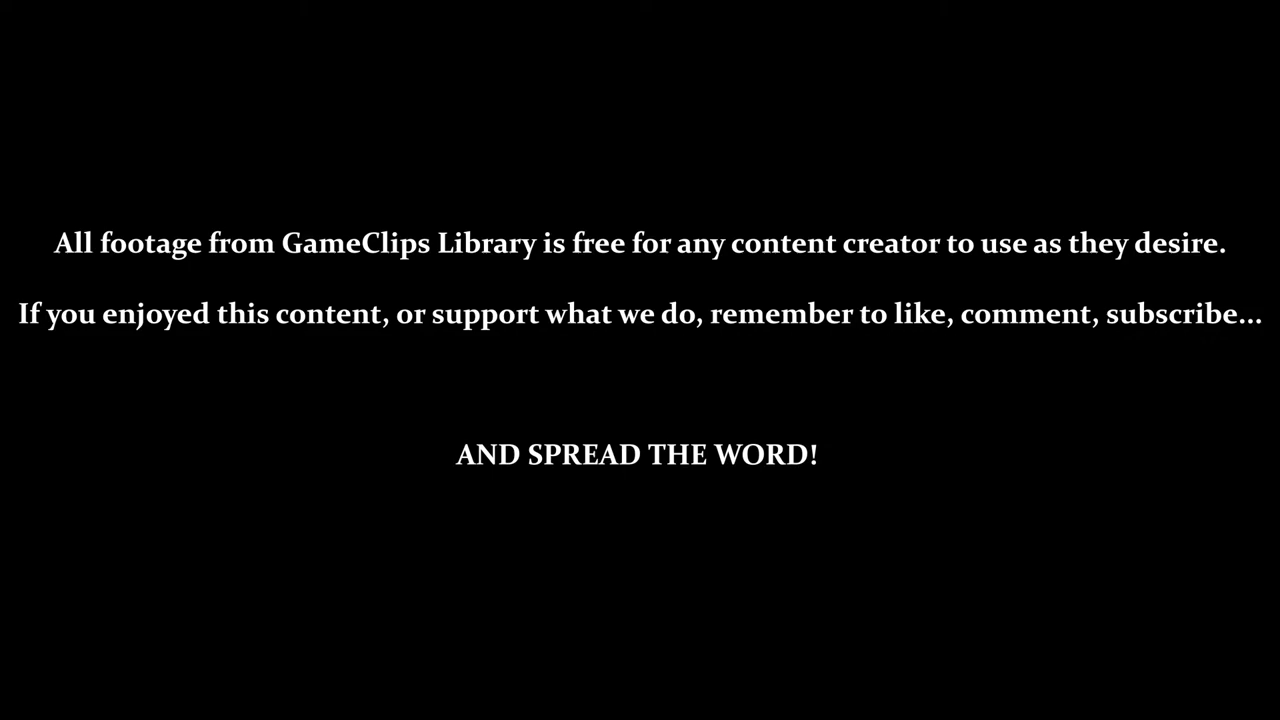 All footage from GameClips Library is free for any content creator to use as they desire.
If you enjoyed this content, or support what we do, remember to like, comment, subscribe...
AND SPREAD THE WORD!